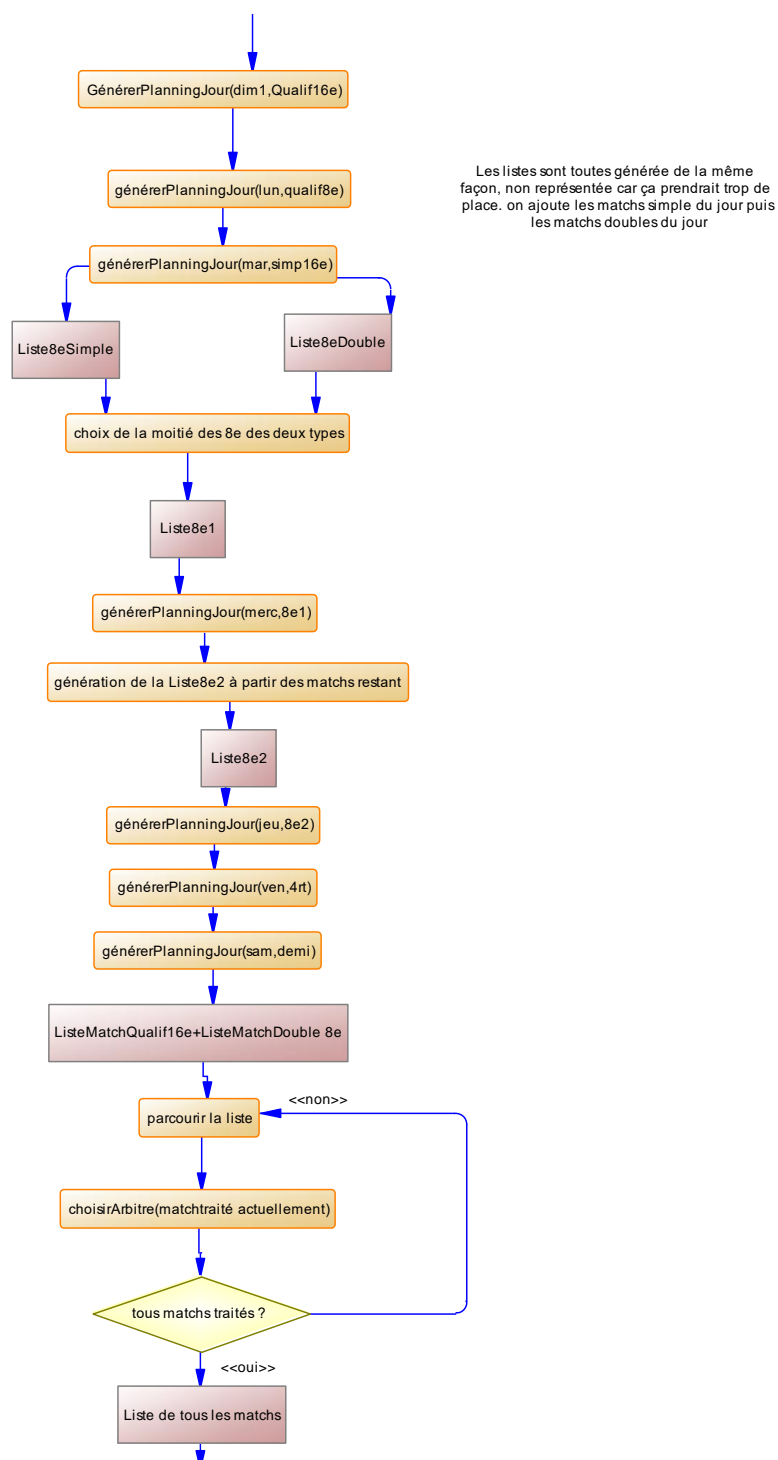 GénérerPlanningJour(dim1,Qualif16e)
générerPlanningJour(lun,qualif8e)
Les listes sont toutes générée de la même
façon, non représentée car ça prendrait trop de
place. on ajoute les matchs simple du jour puis
les matchs doubles du jour
générerPlanningJour(mar,simp16e)
Liste8eSimple
Liste8eDouble
choix de la moitié des 8e des deux types
Liste8e1
générerPlanningJour(merc,8e1)
génération de la Liste8e2 à partir des matchs restant
Liste8e2
générerPlanningJour(jeu,8e2)
générerPlanningJour(ven,4rt)
générerPlanningJour(sam,demi)
ListeMatchQualif16e+ListeMatchDouble 8e
<<non>>
parcourir la liste
choisirArbitre(matchtraité actuellement)
tous matchs traités ?
<<oui>>
Liste de tous les matchs